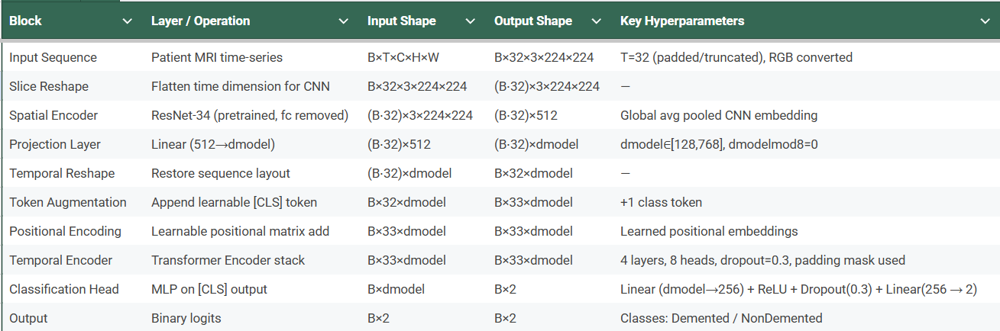 Block Layer / Operation Input Shape Output Shape Key Hyperparameters
Input Sequence Patient MRI time-series B×T×C×H×W B×32×3×224×224 T=32 (padded/truncated), RGB converted
Slice Reshape Flatten time dimension for CNN B×32×3×224×224 (B·32)×3×224×224 —
Spatial Encoder ResNet-34 (pretrained, fc removed) (B·32)×3×224×224 (B·32)×512 Global avg pooled CNN embedding
Projection Layer Linear (512→dmodel) (B·32)×512 (B·32)×dmodel dmodel∈[128,768], dmodelmod8=0
Temporal Reshape Restore sequence layout (B·32)×dmodel B×32×dmodel —
Token Augmentation Append learnable [CLS] token B×32×dmodel B×33×dmodel +1 class token
Positional Encoding Learnable positional matrix add B×33×dmodel B×33×dmodel Learned positional embeddings
Temporal Encoder Transformer Encoder stack B×33×dmodel B×33×dmodel 4 layers, 8 heads, dropout=0.3, padding mask used
Classification Head MLP on [CLS] output B×dmodel B×2 Linear (dmodel→256) + ReLU + Dropout(0.3) + Linear(256 → 2)
Output Binary logits B×2 B×2 Classes: Demented / NonDemented